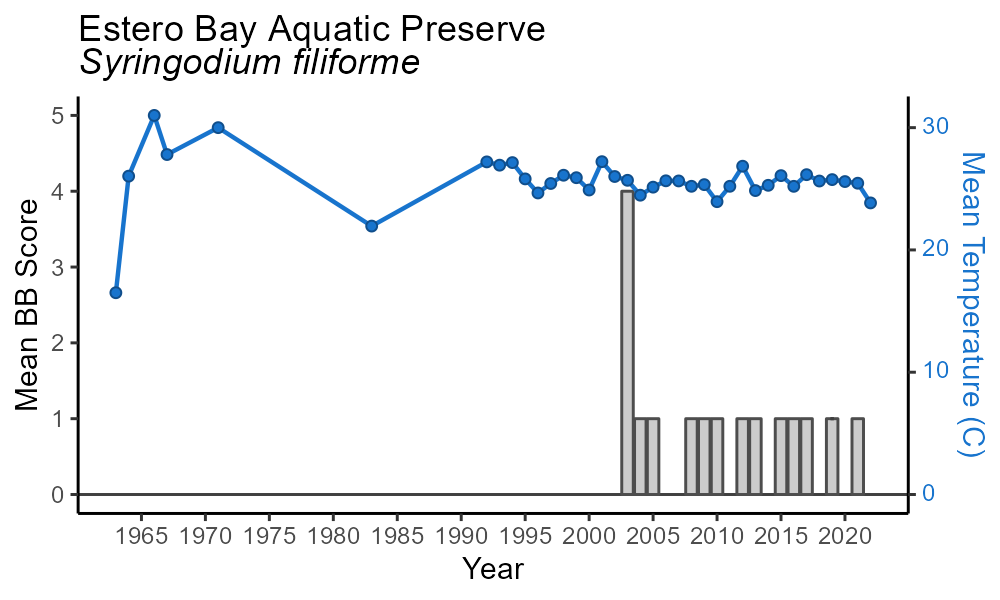 Estero Bay Aquatic Preserve
Syringodium filiforme
Mean BB Score
5
4
3
2
1
0
30
20
10
0
Mean Temperature (C)
1965 1970 1975 1980 1985 1990 1995 2000 2005 2010 2015 2020
Year